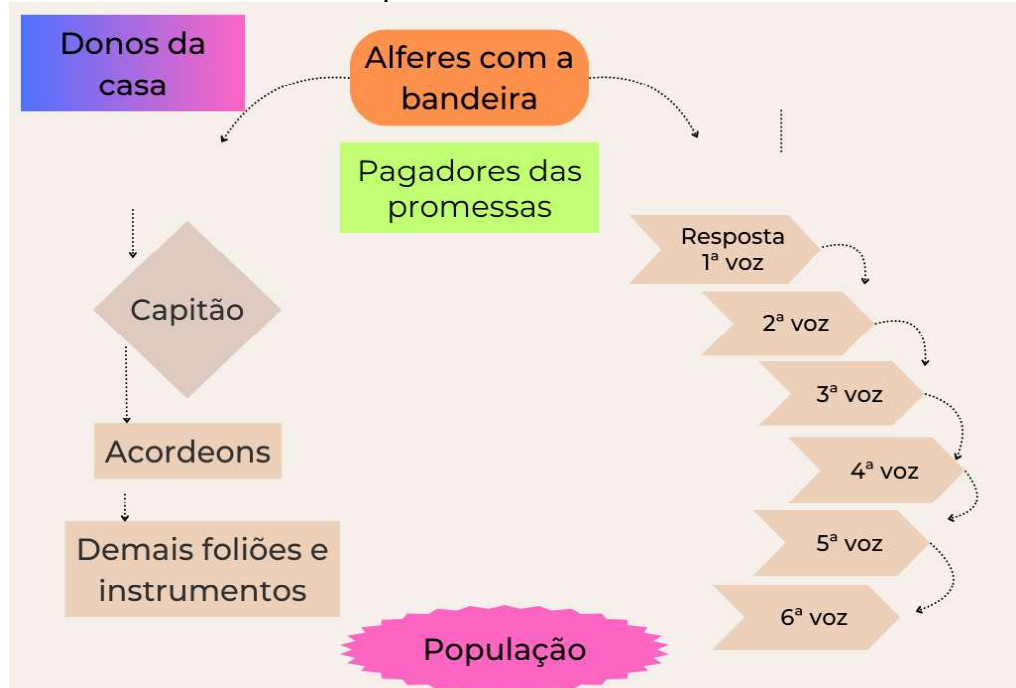 Donos da
casa
Alferes com a
bandeira
Pagadores das
promessas
Resposta
1ª voz
2ª voz
3ª voz
4ª voz
5ª voz
6ª voz
Capitão
Acordeons
Demais foliões e
instrumentos
População